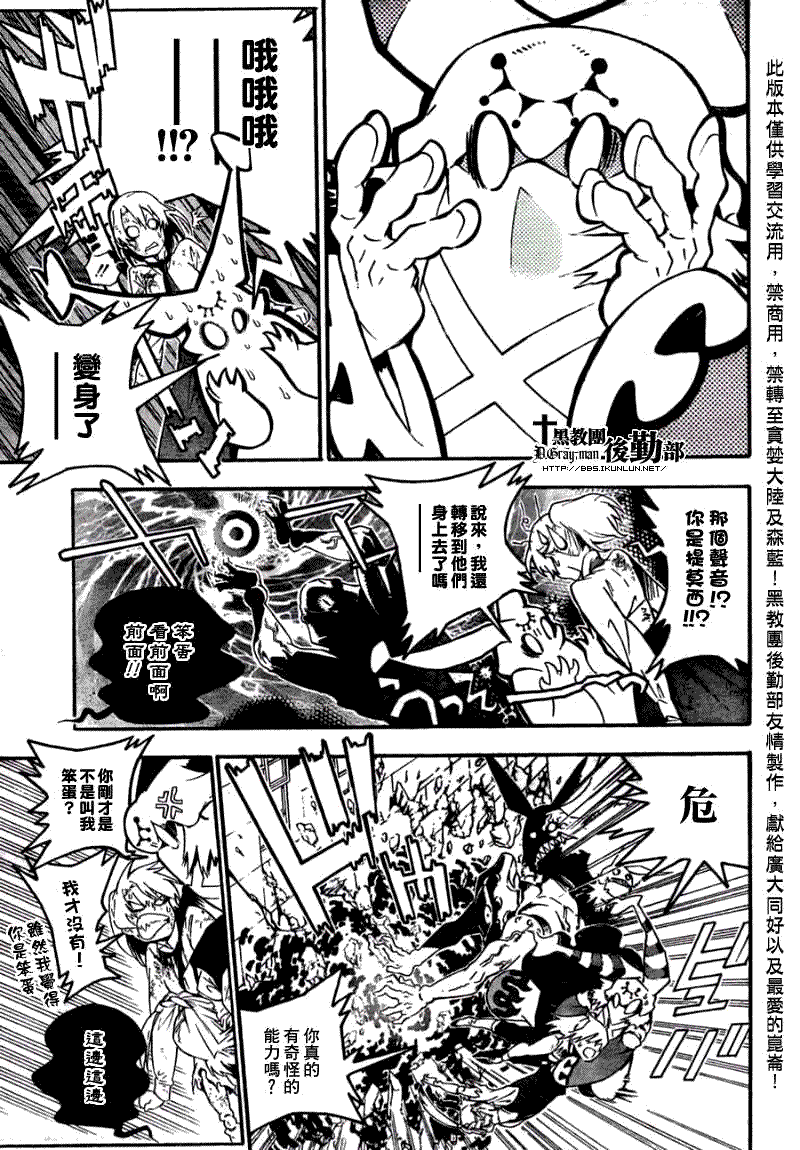 哦哦哦
——
——
!!?
變身了
——
十黑教團
D.Gray-man
後勤部
HTTP://BBS.IKUNLUN.NET/
那個聲音!?
你是提莫西!!?
說來，我還
轉移到他們
身上去了嗎
笨蛋
看前面啊
前面!!
危
你真的
有奇怪的
能力嗎？
你剛才是
不是叫我
笨蛋？
我才沒有！
雖然我覺得
你是笨蛋
這邊這邊
此版本僅供學習交流用，禁商用，禁轉至貪婪大陸及森藍！黑教團後勤部友情製作，獻給廣大同好以及最愛的崑崙！